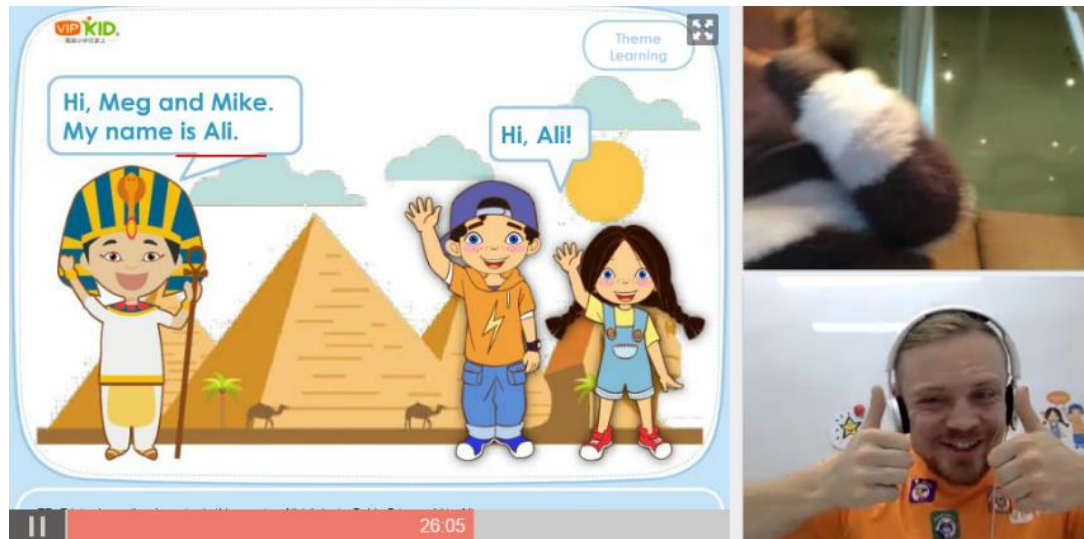 VIP KID.
Theme
Learning
Hi, Meg and Mike.
My name is Ali.
Hi, Ali!
26:05